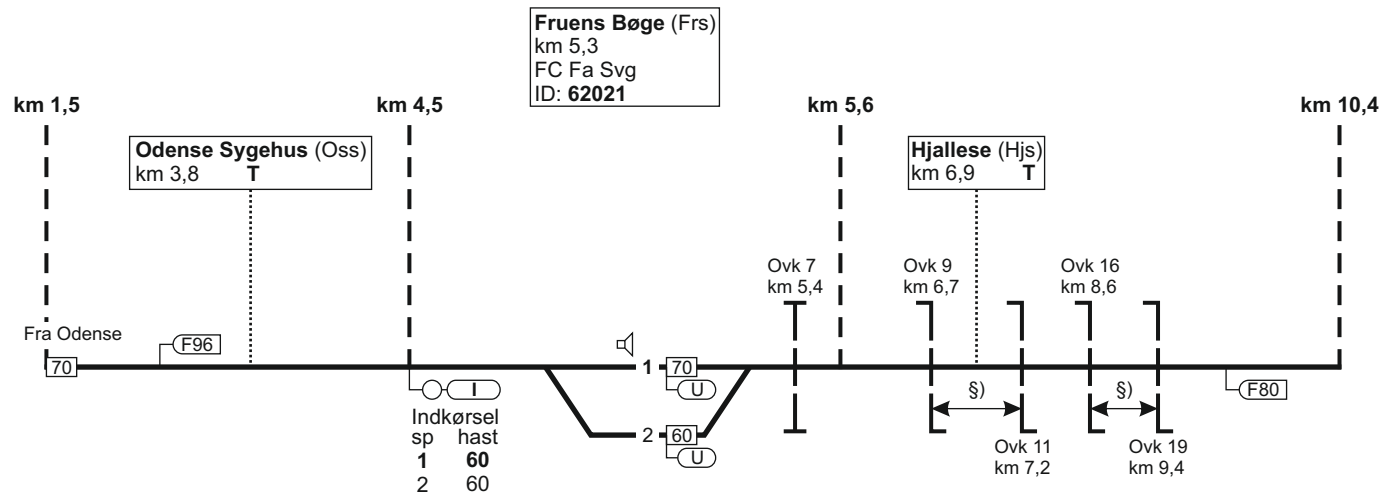 Fruens Bøge (Frs)
km 5,3
FC Fa Svg
ID: 62021
km 1,5
km 4,5
km 5,6
km 10,4
Odense Sygehus (Oss)
km 3,8 T
Hjallese (Hjs)
km 6,9 T
Ovk 7
km 5,4
Ovk 9
km 6,7
Ovk 16
km 8,6
Fra Odense
F96
70
1 70
U
I
Indkørsel
sp hast
1 60
2 60
2 60
U
§)
§)
F80
Ovk 11
km 7,2
Ovk 19
km 9,4